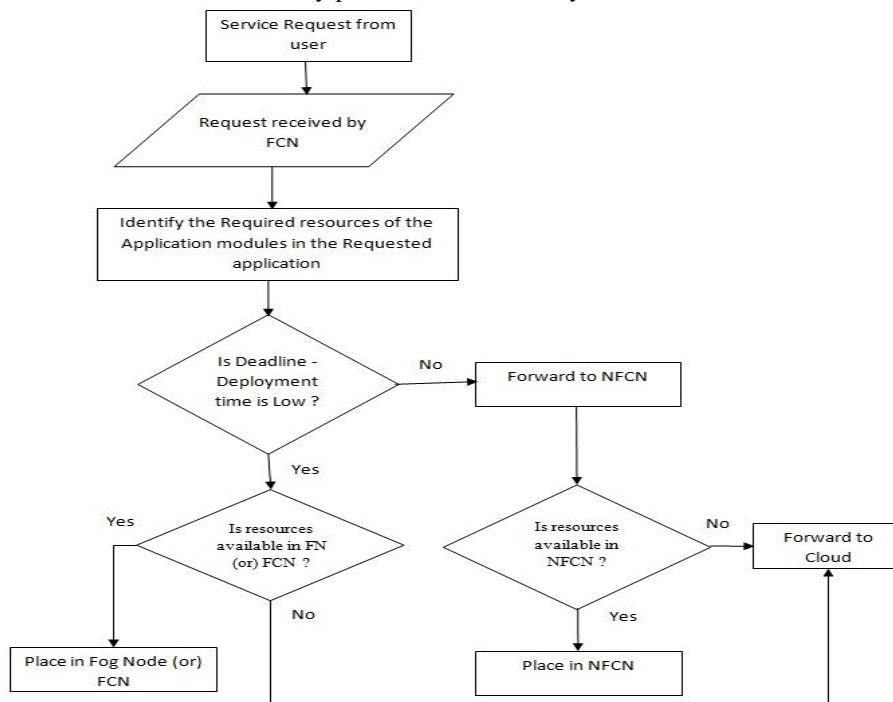 Service Request from
user
Request received by
FCN
Identify the Required resources of the
Application modules in the Requested
application
Is Deadline -
Deployment
time is Low ?
No
Forward to NFCN
Yes
Yes
Is resources
available in FN
(or) FCN ?
No
Is resources
available in
NFCN ?
No
Forward to
Cloud
Yes
Place in Fog Node (or)
FCN
Place in NFCN